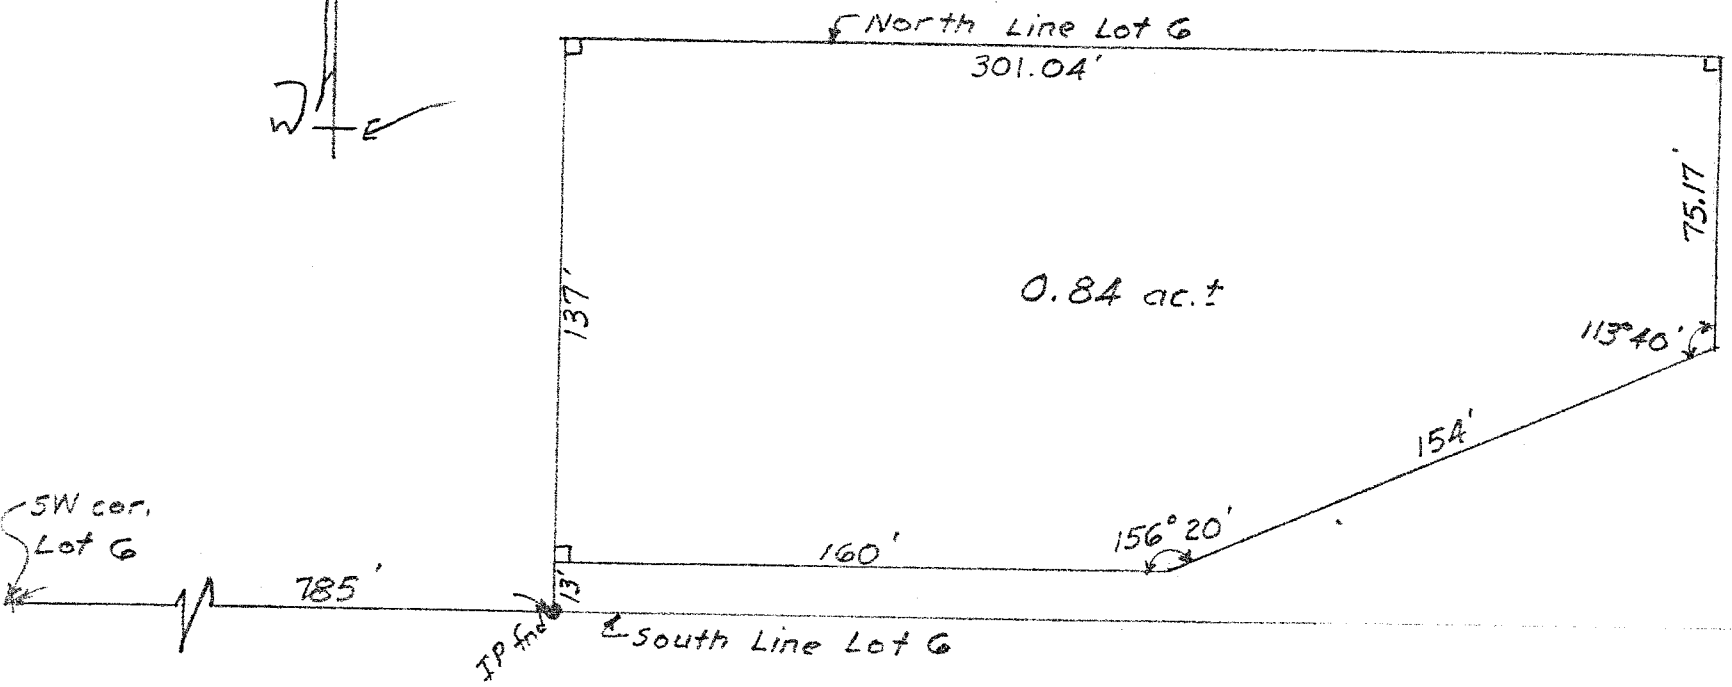 North Line Lot 6
301.04'
W
E
75.17'
137'
0.84 ac.±
113°40'
154'
SW cor.
Lot 6
156°20'
160'
785'
13'
IP fnd
South Line Lot 6